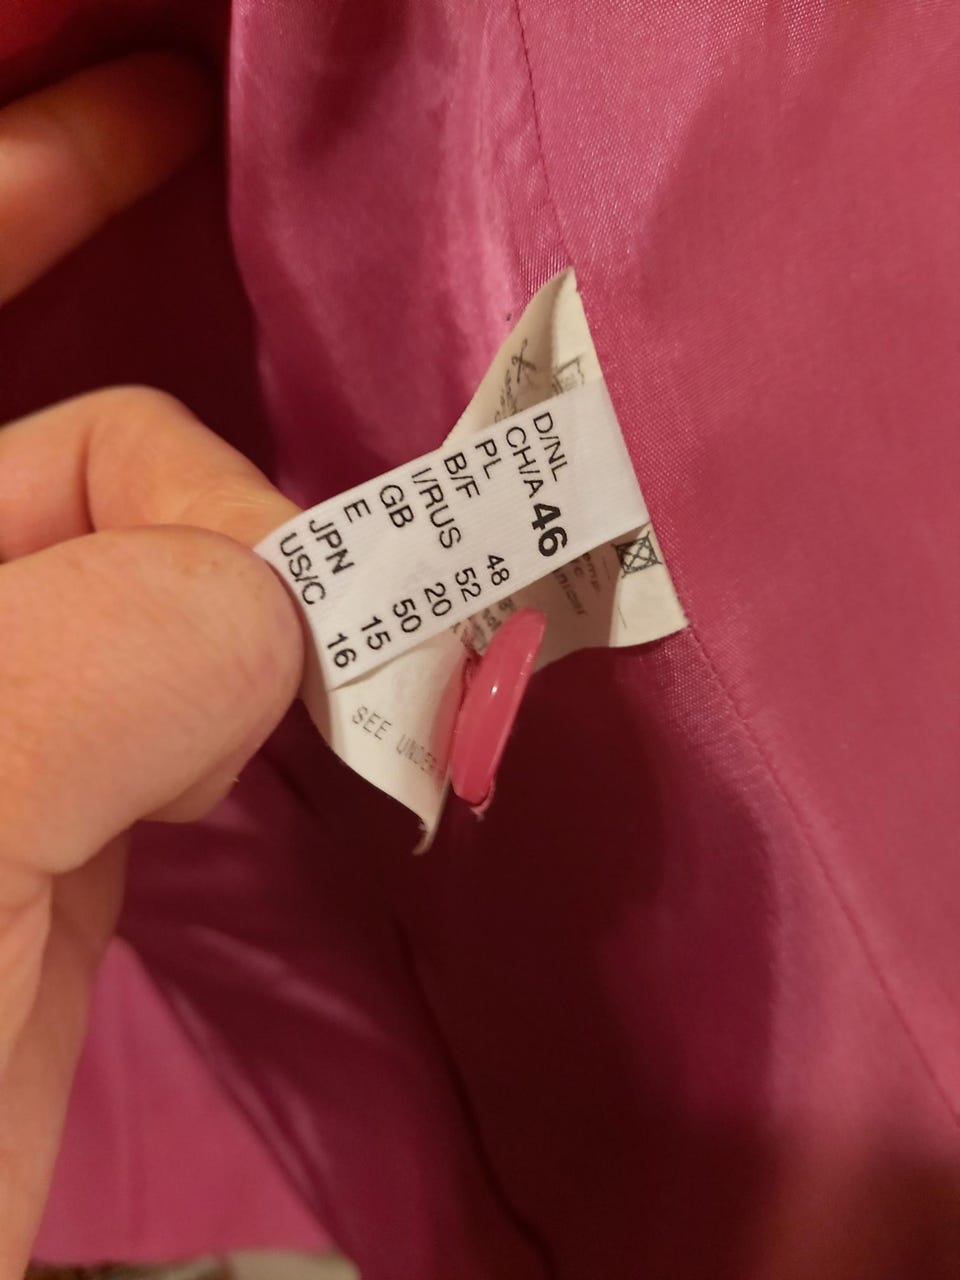 D/NL
CH/A 46
PL
B/F 48
I/RUS 52
GB 20
E 50
JPN 15
US/C 16
SEE UNDER